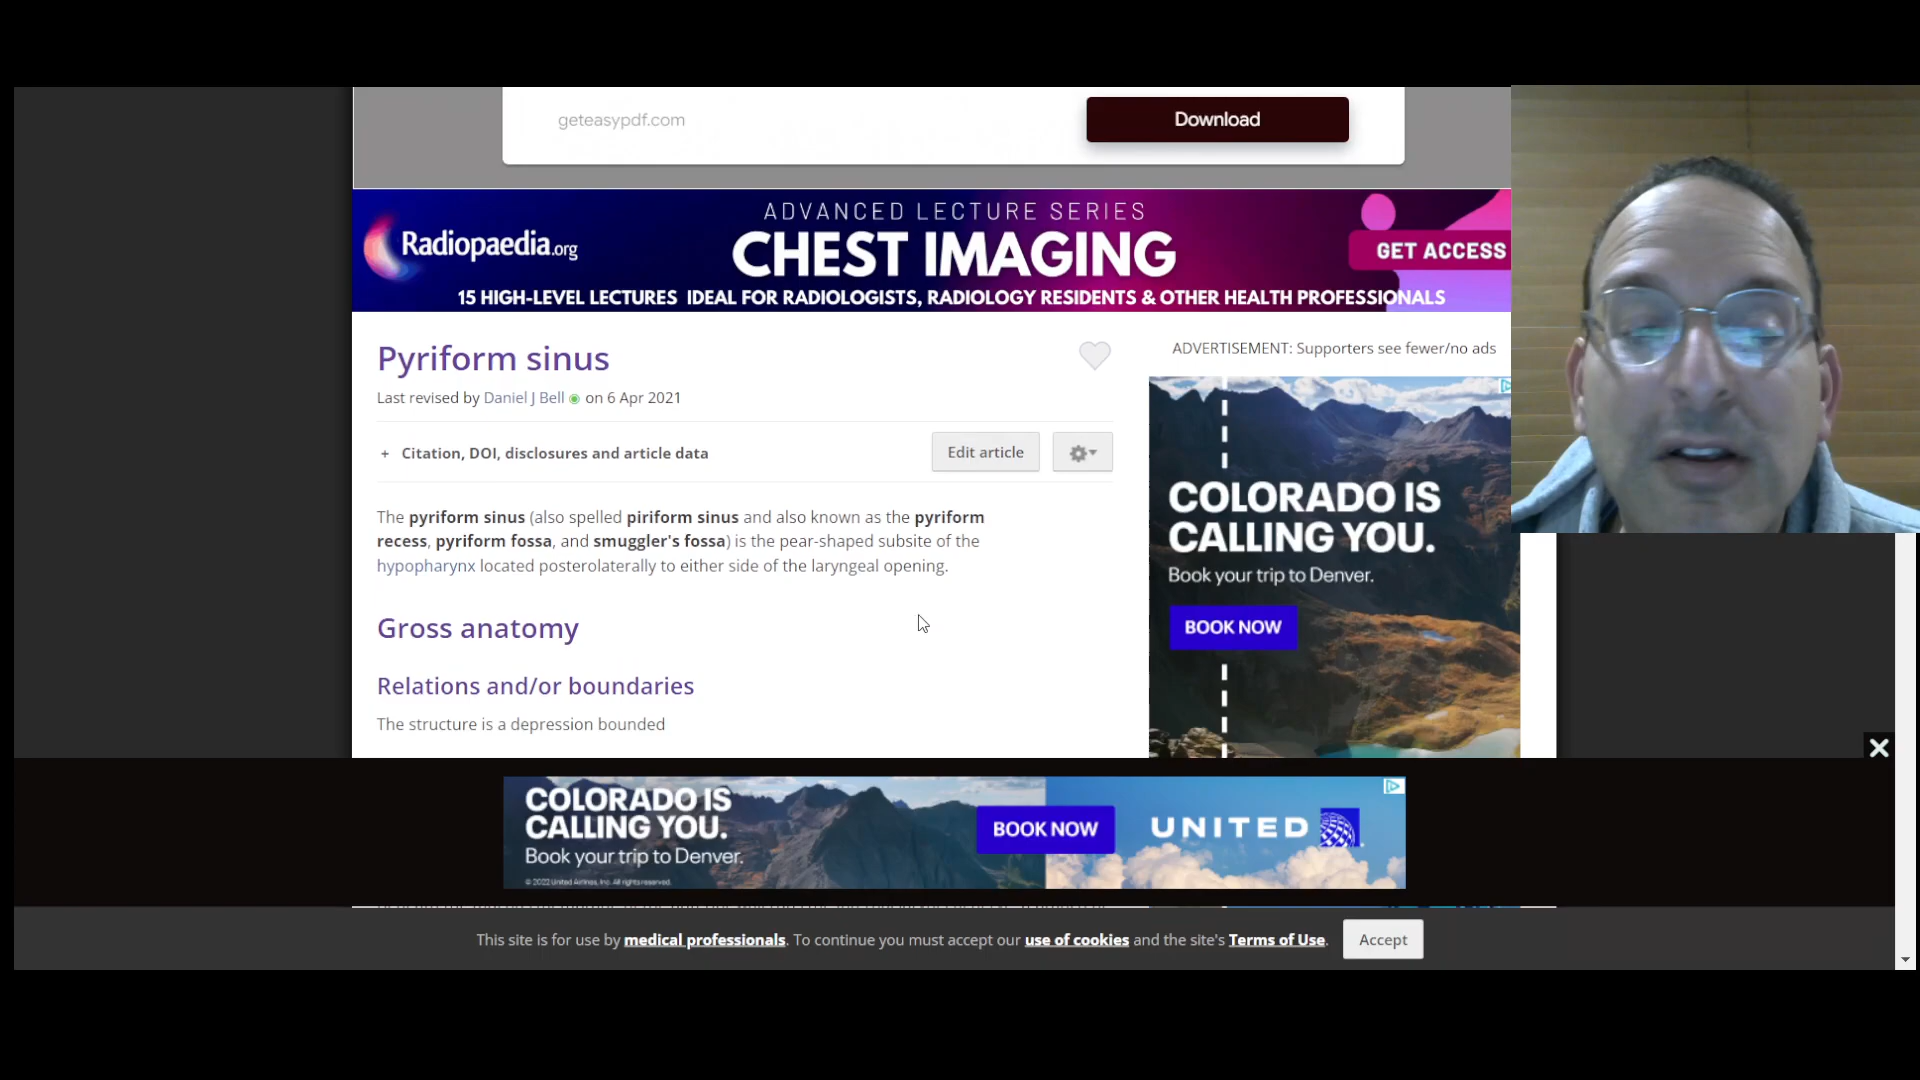 geteasypdf.com
Download
Radiopaedia.org
ADVANCED LECTURE SERIES
CHEST IMAGING
GET ACCESS
15 HIGH-LEVEL LECTURES IDEAL FOR RADIOLOGISTS, RADIOLOGY RESIDENTS & OTHER HEALTH PROFESSIONALS
Pyriform sinus
Last revised by Daniel J Bell on 6 Apr 2021
+ Citation, DOI, disclosures and article data
Edit article
The pyriform sinus (also spelled piriform sinus and also known as the pyriform
recess, pyriform fossa, and smuggler's fossa) is the pear-shaped subsite of the
hypopharynx located posterolaterally to either side of the laryngeal opening.
Gross anatomy
Relations and/or boundaries
The structure is a depression bounded
ADVERTISEMENT: Supporters see fewer/no ads
COLORADO IS
CALLING YOU.
Book your trip to Denver.
BOOK NOW
COLORADO IS
CALLING YOU.
Book your trip to Denver.
© 2022 United Airlines, Inc. All rights reserved.
BOOK NOW
UNITED
This site is for use by medical professionals. To continue you must accept our use of cookies and the site's Terms of Use.
Accept